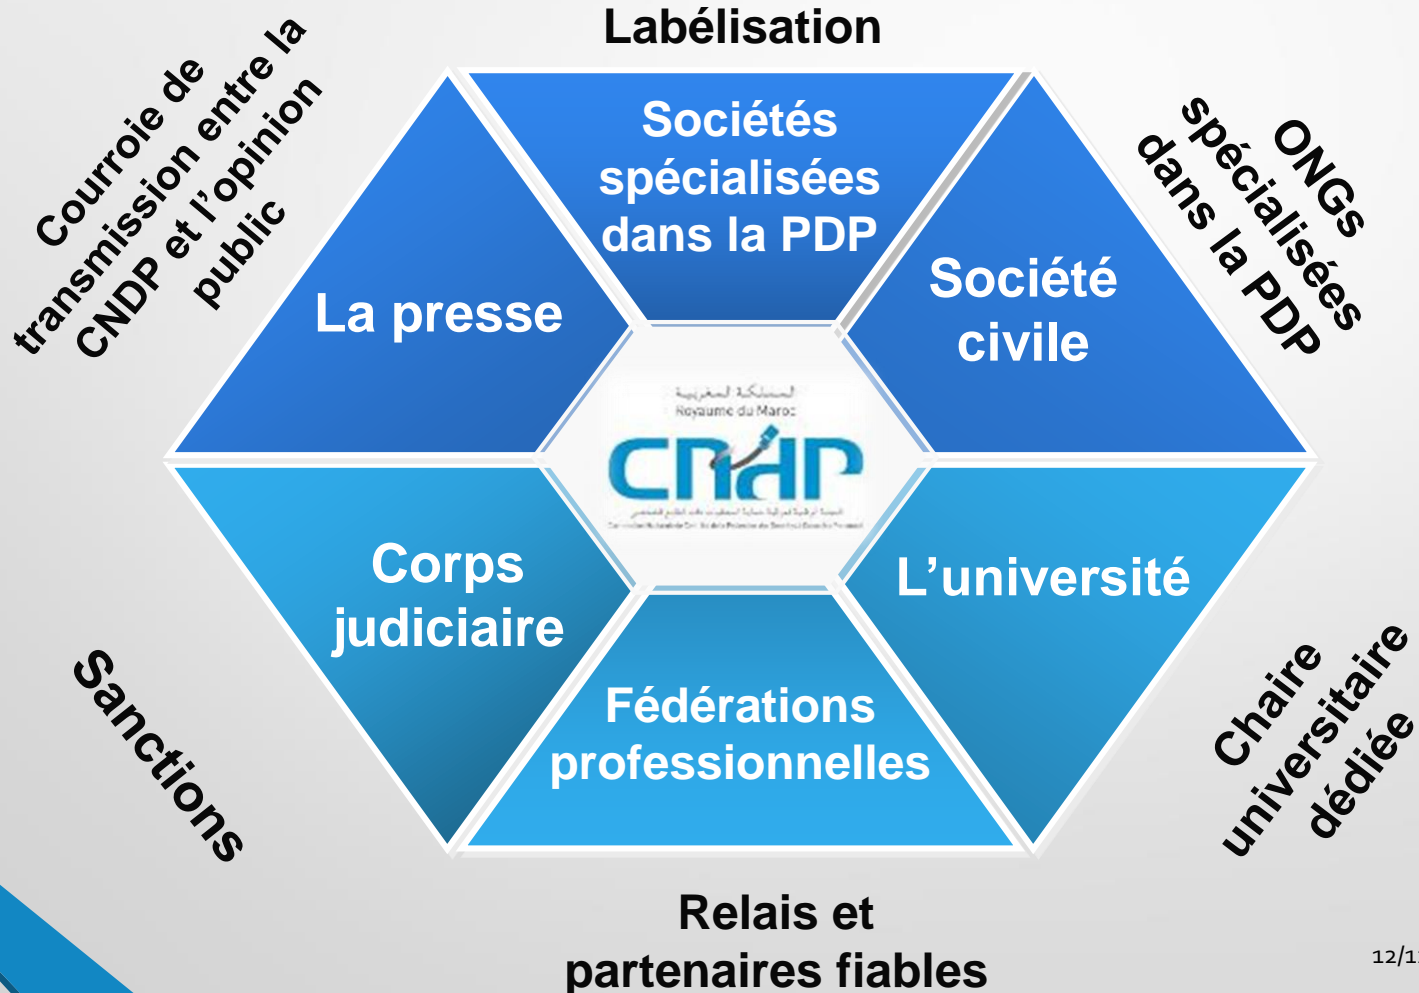 Labélisation
Courroie de
transmission entre la
CNDP et l’opinion
public
Sociétés
spécialisées
dans la PDP
ONGs
spécialisées
dans la PDP
La presse
Société
civile
المملكة المغربية
Royaume du Maroc
CNDP
Corps
judiciaire
L’université
Fédérations
professionnelles
Sanctions
Chaire
universitaire
dédiée
Relais et
partenaires fiables